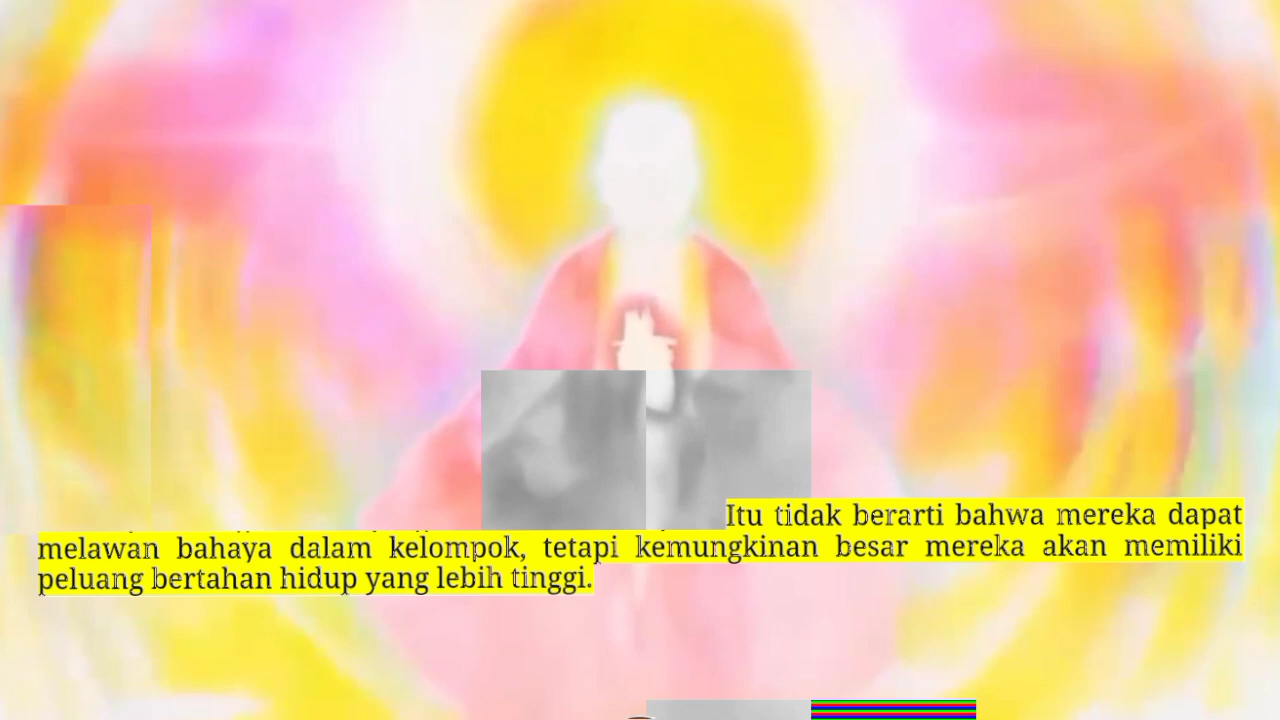 Itu tidak berarti bahwa mereka dapat
melawan bahaya dalam kelompok, tetapi kemungkinan besar mereka akan memiliki
peluang bertahan hidup yang lebih tinggi.